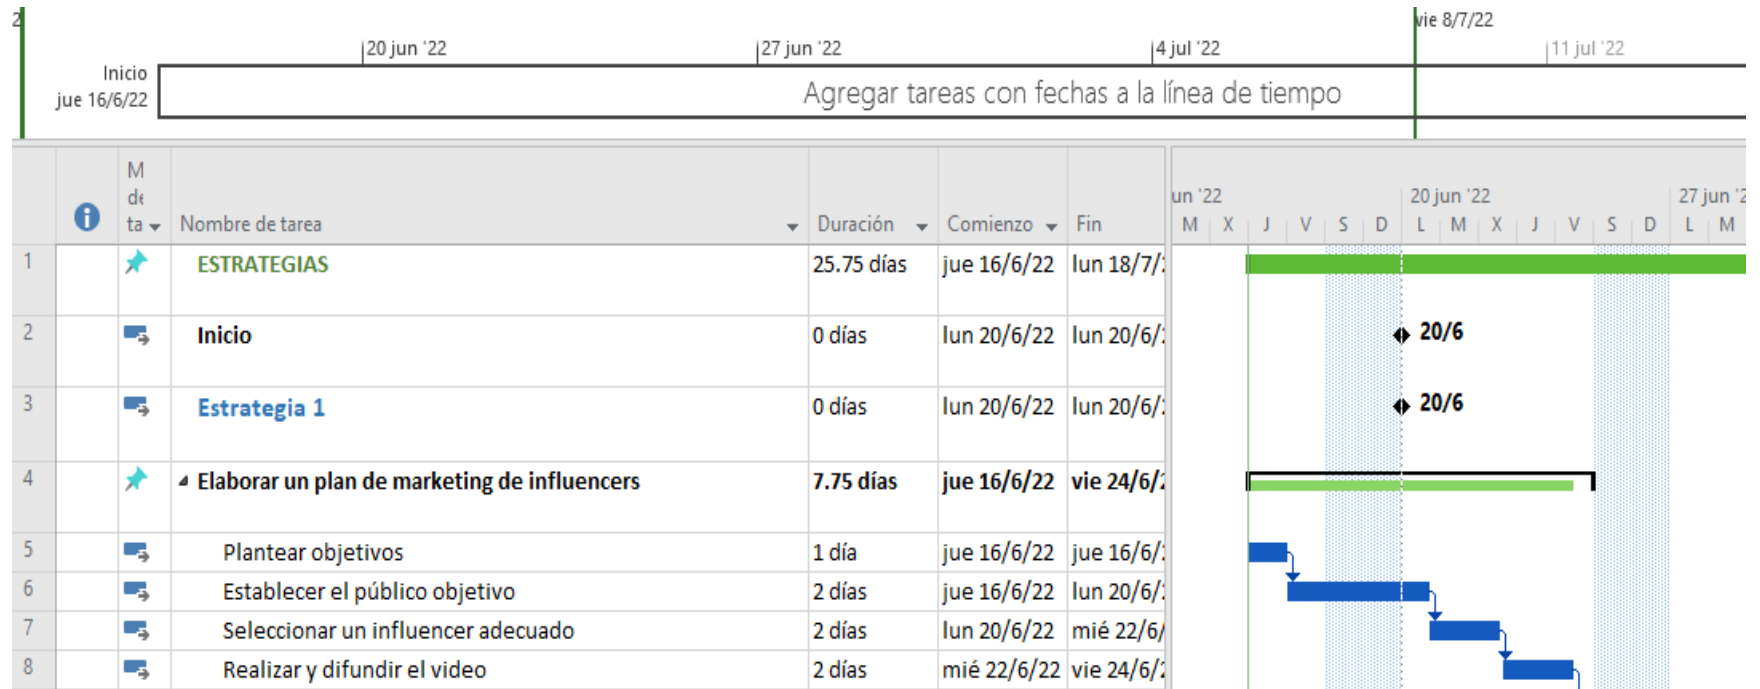 2
vie 8/7/22
20 jun '22 27 jun '22 4 jul '22 11 jul '22
Inicio
jue 16/6/22
Agregar tareas con fechas a la línea de tiempo
M
de
ta Nombre de tarea Duración Comienzo Fin
un '22 20 jun '22 27 jun '2
M X J V S D L M X J V S D L M
1 ESTRATEGIAS 25.75 días jue 16/6/22 lun 18/7/
2 Inicio 0 días lun 20/6/22 lun 20/6/ 20/6
3 Estrategia 1 0 días lun 20/6/22 lun 20/6/ 20/6
4 Elaborar un plan de marketing de influencers 7.75 días jue 16/6/22 vie 24/6/
5 Plantear objetivos 1 día jue 16/6/22 jue 16/6/
6 Establecer el público objetivo 2 días jue 16/6/22 lun 20/6/
7 Seleccionar un influencer adecuado 2 días lun 20/6/22 mié 22/6/
8 Realizar y difundir el video 2 días mié 22/6/22 vie 24/6/